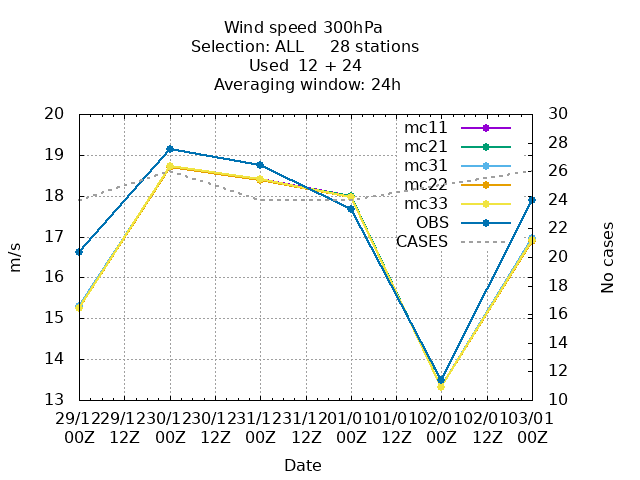 Wind speed 300hPa
Selection: ALL 28 stations
Used 12 + 24
Averaging window: 24h
20
19
18
17
16
15
14
13
m/s
30
28
26
24
22
20
18
16
14
12
10
No cases
mc11
mc21
mc31
mc22
mc33
OBS
CASES
29/12 29/12 30/12 30/12 31/12 31/12 01/01 01/01 02/01 02/01 03/01
00Z 12Z 00Z 12Z 00Z 12Z 00Z 12Z 00Z 12Z 00Z
Date